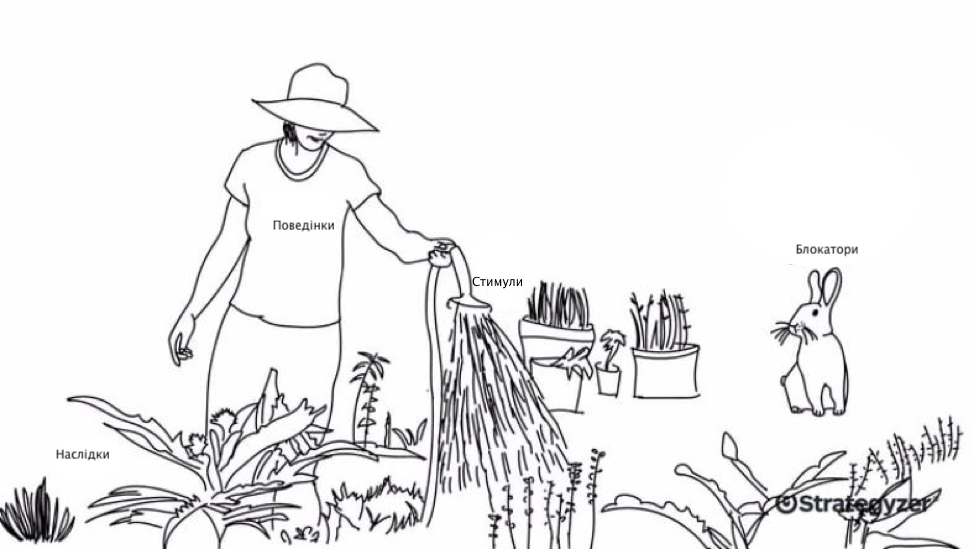 Поведінки
Блокатори
Стимули
Наслідки
Strategyzer